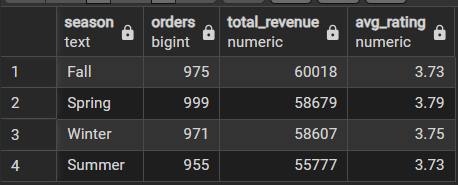 season orders total_revenue avg_rating
text bigint numeric numeric
1 Fall 975 60018 3.73
2 Spring 999 58679 3.79
3 Winter 971 58607 3.75
4 Summer 955 55777 3.73